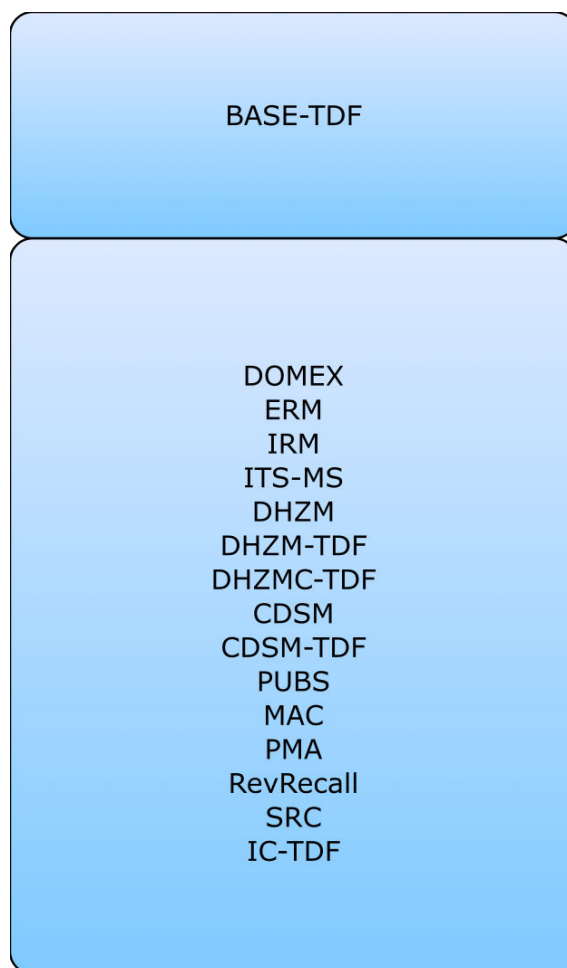 BASE-TDF
DOMEX
ERM
IRM
ITS-MS
DHZM
DHZM-TDF
DHZMC-TDF
CDSM
CDSM-TDF
PUBS
MAC
PMA
RevRecall
SRC
IC-TDF